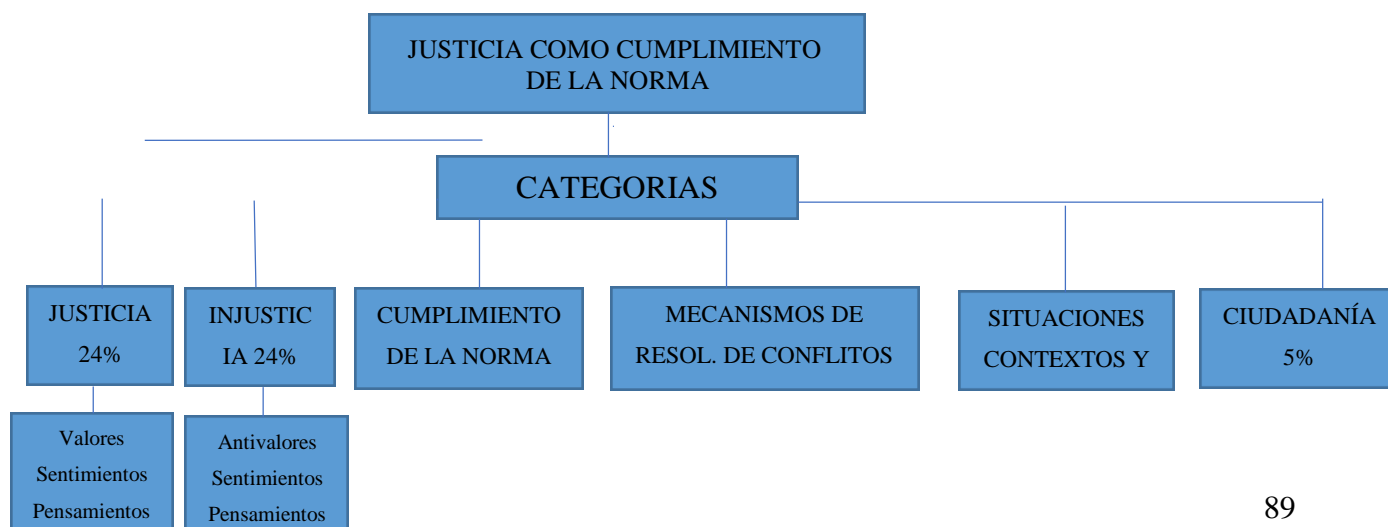 JUSTICIA COMO CUMPLIMIENTO
DE LA NORMA
CATEGORIAS
JUSTICIA
24%
INJUSTIC
IA 24%
CUMPLIMIENTO
DE LA NORMA
MECANISMOS DE
RESOL. DE CONFLITOS
SITUACIONES
CONTEXTOS Y
CIUDADANÍA
5%
Valores
Sentimientos
Pensamientos
Antivalores
Sentimientos
Pensamientos
89